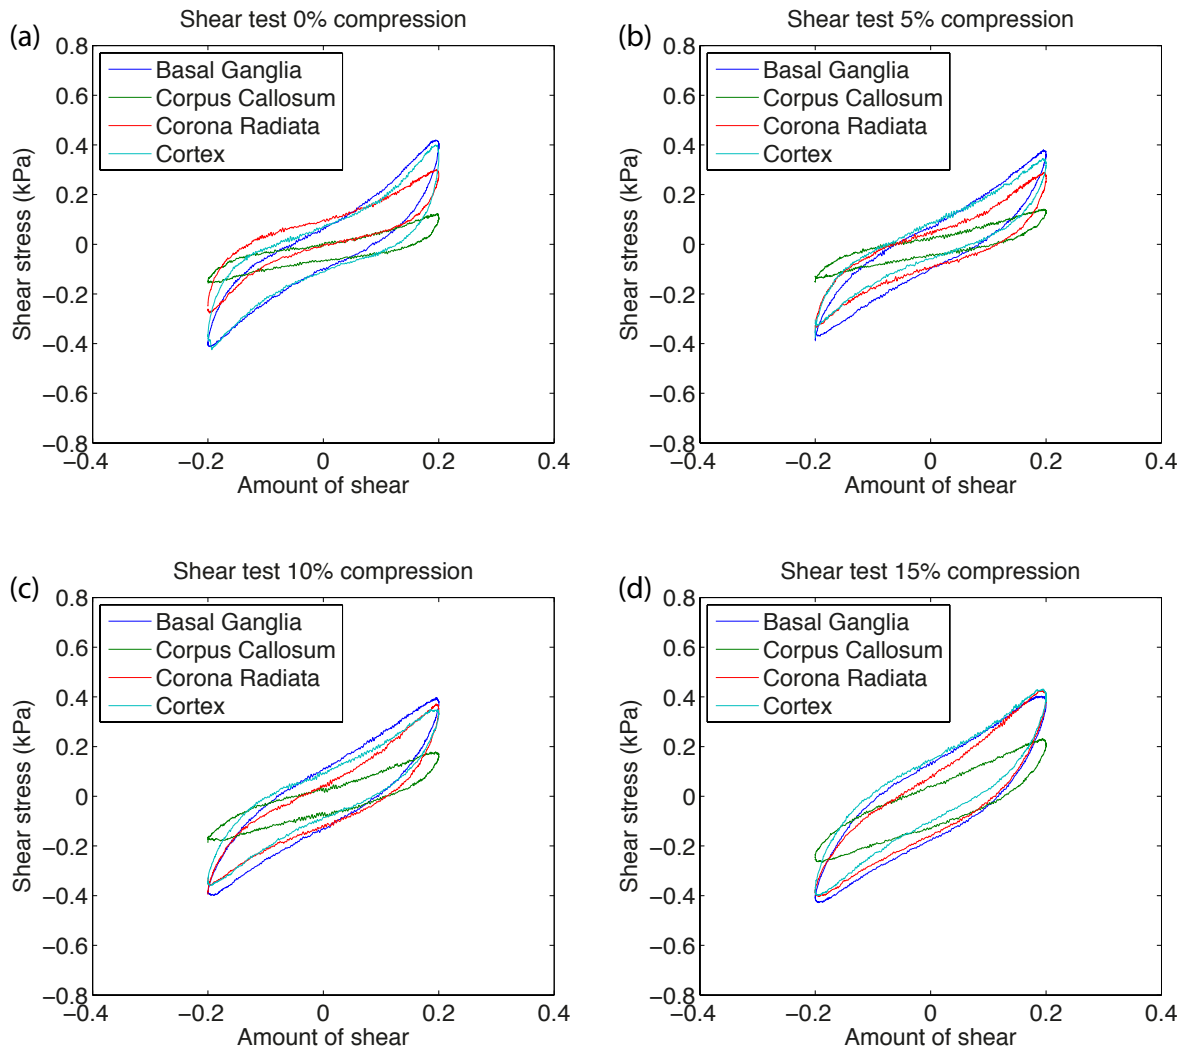 (a)
Shear test 0% compression
0.8
0.6
0.4
0.2
0
−0.2
−0.4
−0.6
−0.8
Shear stress (kPa)
Basal Ganglia
Corpus Callosum
Corona Radiata
Cortex
−0.4
−0.2
0
0.2
0.4
Amount of shear
(b)
Shear test 5% compression
0.8
0.6
0.4
0.2
0
−0.2
−0.4
−0.6
−0.8
Shear stress (kPa)
Basal Ganglia
Corpus Callosum
Corona Radiata
Cortex
−0.4
−0.2
0
0.2
0.4
Amount of shear
(c)
Shear test 10% compression
0.8
0.6
0.4
0.2
0
−0.2
−0.4
−0.6
−0.8
Shear stress (kPa)
Basal Ganglia
Corpus Callosum
Corona Radiata
Cortex
−0.4
−0.2
0
0.2
0.4
Amount of shear
(d)
Shear test 15% compression
0.8
0.6
0.4
0.2
0
−0.2
−0.4
−0.6
−0.8
Shear stress (kPa)
Basal Ganglia
Corpus Callosum
Corona Radiata
Cortex
−0.4
−0.2
0
0.2
0.4
Amount of shear